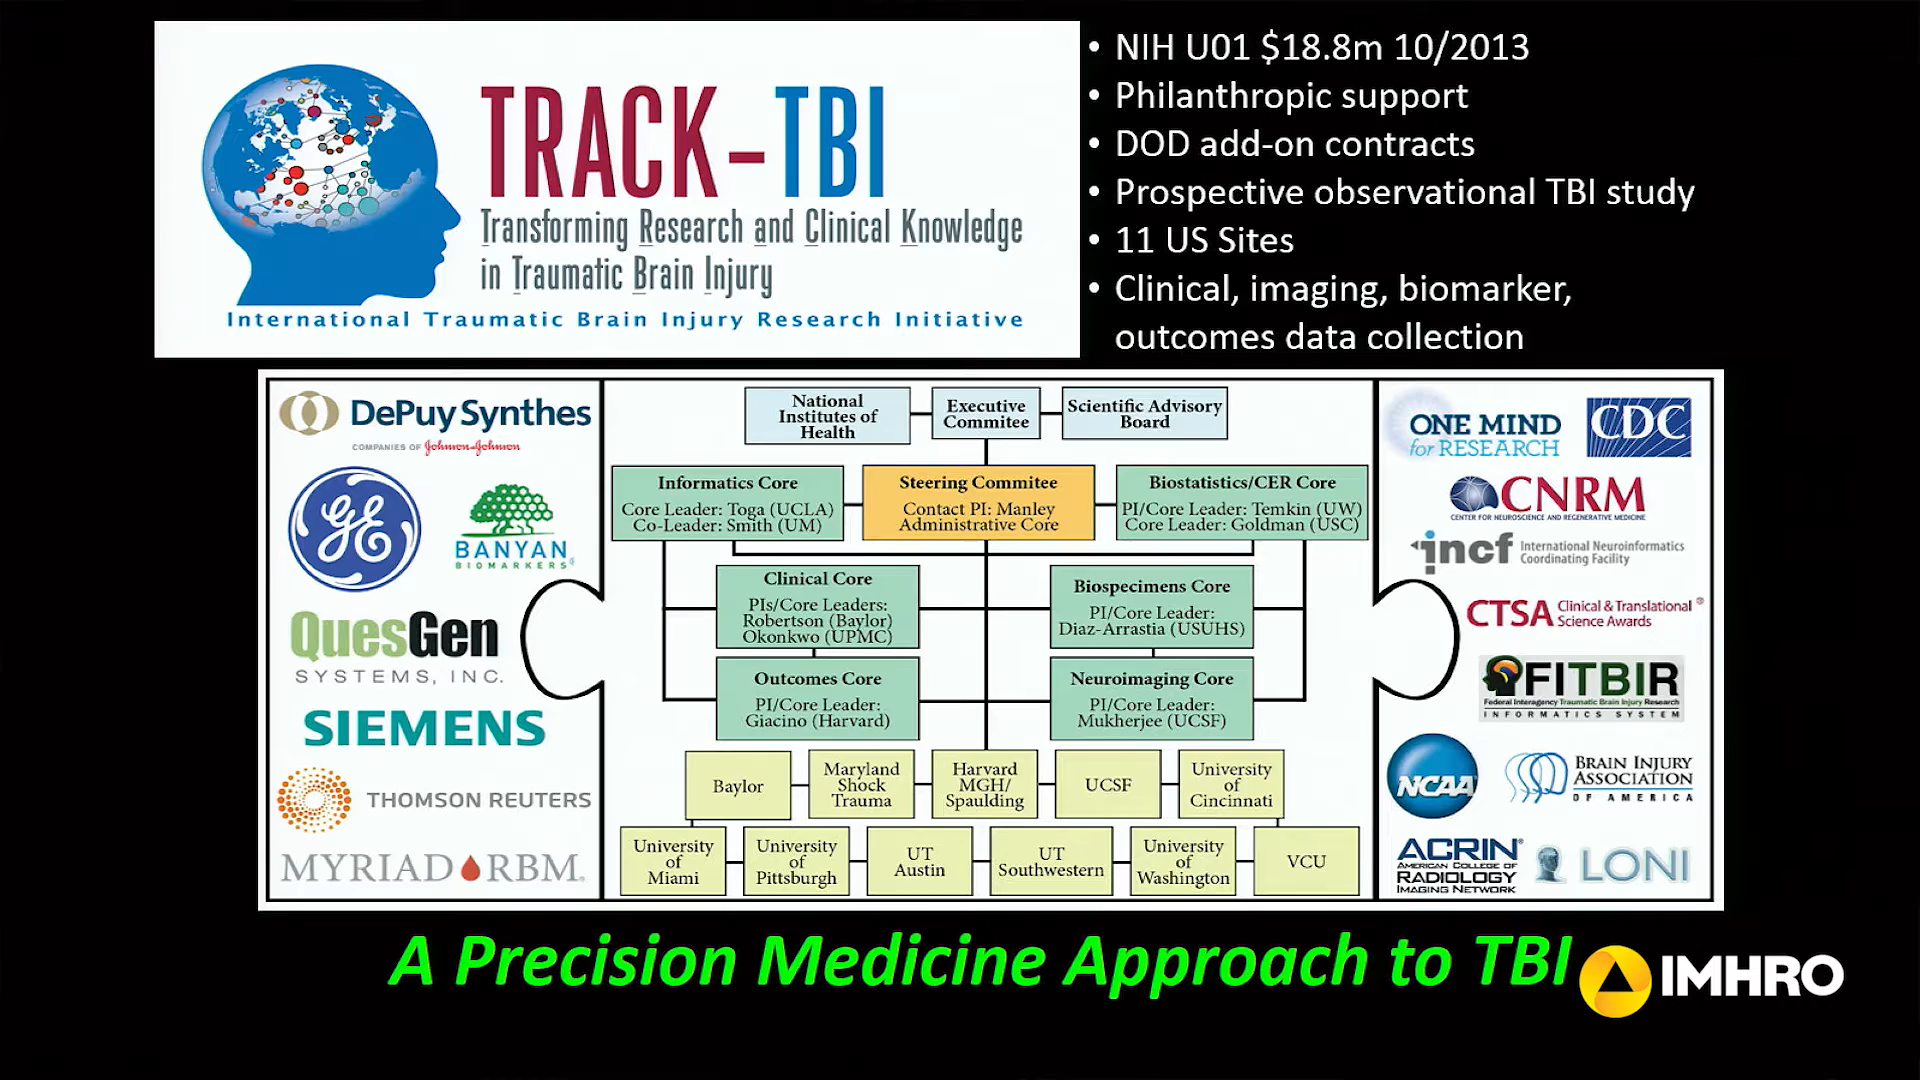 TRACK-TBI
Transforming Research and Clinical Knowledge
in Traumatic Brain Injury
International Traumatic Brain Injury Research Initiative
• NIH U01 $18.8m 10/2013
• Philanthropic support
• DOD add-on contracts
• Prospective observational TBI study
• 11 US Sites
• Clinical, imaging, biomarker,
outcomes data collection
DePuy Synthes
COMPANIES OF Johnson & Johnson
GE
BANYAN
BIOMARKERS
QuesGen
SYSTEMS, INC.
SIEMENS
THOMSON REUTERS
MYRIAD RBM
National
Institutes of
Health
Executive
Commitee
Scientific Advisory
Board
Informatics Core
Core Leader: Toga (UCLA)
Co-Leader: Smith (UM)
Steering Commitee
Contact PI: Manley
Administrative Core
Biostatistics/CER Core
PI/Core Leader: Temkin (UW)
Core Leader: Goldman (USC)
Clinical Core
PIs/Core Leaders:
Robertson (Baylor)
Okonkwo (UPMC)
Biospecimens Core
PI/Core Leader:
Diaz-Arrastia (USUHS)
Outcomes Core
PI/Core Leader:
Giacino (Harvard)
Neuroimaging Core
PI/Core Leader:
Mukherjee (UCSF)
Baylor
Maryland
Shock
Trauma
Harvard
MGH/
Spaulding
UCSF
University
of
Cincinnati
University
of
Miami
University
of
Pittsburgh
UT
Austin
UT
Southwestern
University
of
Washington
VCU
ONE MIND
for RESEARCH
CDC
CNRM
CENTER FOR NEUROSCIENCE AND REGENERATIVE MEDICINE
incf International Neuroinformatics
Coordinating Facility
CTSA Clinical & Translational ®
Science Awards
FITBIR
Federal Interagency Traumatic Brain Injury Research
INFORMATICS SYSTEM
NCAA
BRAIN INJURY
ASSOCIATION
OF AMERICA
ACRIN®
AMERICAN COLLEGE OF
RADIOLOGY
IMAGING NETWORK
LONI
A Precision Medicine Approach to TBI
IMHRO